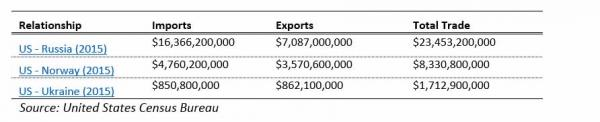 Relationship Imports Exports Total Trade
US - Russia (2015) $16,366,200,000 $7,087,000,000 $23,453,200,000
US - Norway (2015) $4,760,200,000 $3,570,600,000 $8,330,800,000
US - Ukraine (2015) $850,800,000 $862,100,000 $1,712,900,000
Source: United States Census Bureau